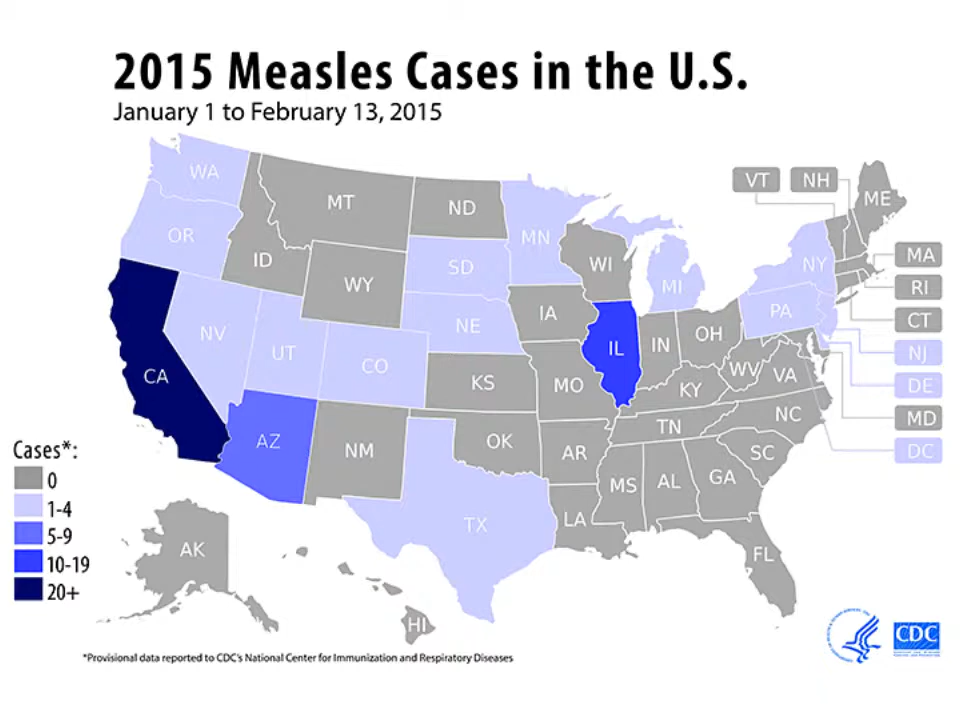 2015 Measles Cases in the U.S.
January 1 to February 13, 2015
WA
MT
ND
VT
NH
ME
OR
ID
WY
SD
MN
WI
MI
NY
MA
RI
CT
NJ
DE
MD
DC
NV
UT
CO
NE
IA
IL
IN
OH
PA
CA
AZ
NM
KS
MO
KY
WV
VA
OK
AR
TN
NC
SC
TX
LA
MS
AL
GA
FL
AK
HI
Cases*:
0
1-4
5-9
10-19
20+
CDC
*Provisional data reported to CDC's National Center for Immunization and Respiratory Diseases